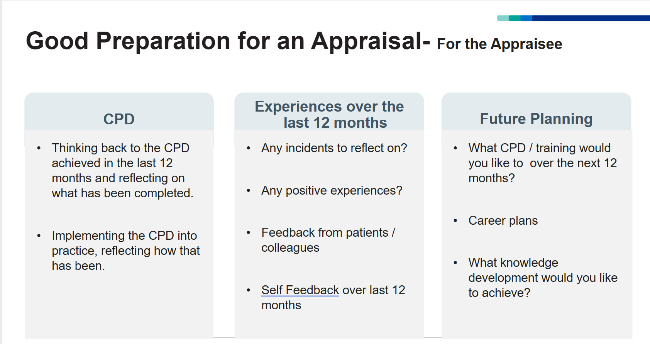 Good Preparation for an Appraisal- For the Appraisee
CPD
• Thinking back to the CPD
achieved in the last 12
months and reflecting on
what has been completed.
• Implementing the CPD into
practice, reflecting how that
has been.
Experiences over the
last 12 months
• Any incidents to reflect on?
• Any positive experiences?
• Feedback from patients /
colleagues
• Self Feedback over last 12
months
Future Planning
• What CPD / training would
you like to  over the next 12
months?
• Career plans
• What knowledge
development would you like
to achieve?